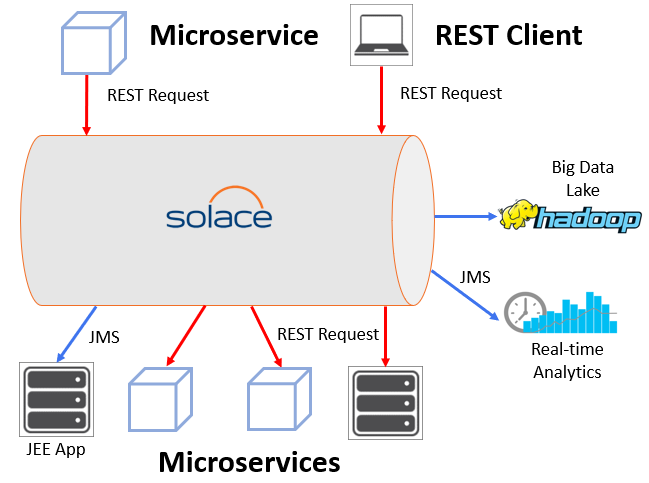 Microservice
REST Client
REST Request
REST Request
Big Data
Lake
hadoop
solace
JMS
JMS
REST Request
Real-time
Analytics
JEE App
Microservices